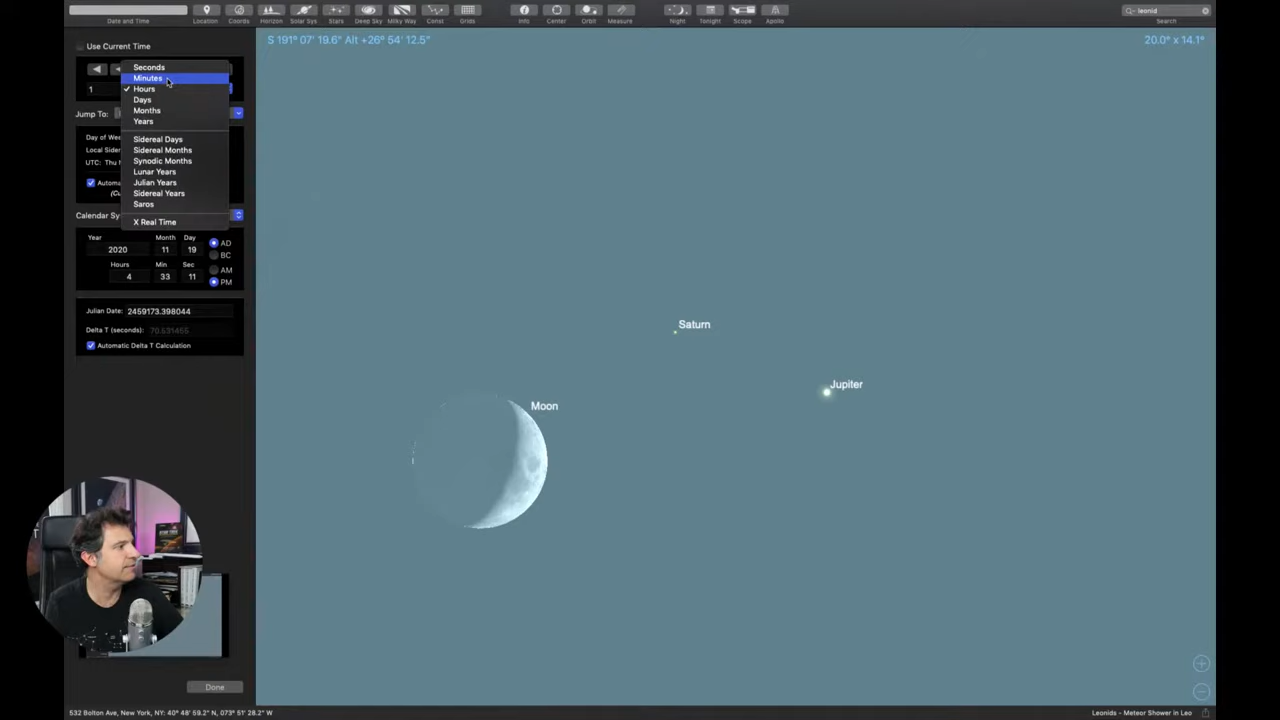 leonid
Date and Time
Location
Coords
Horizon
Solar Sys
Stars
Deep Sky
Milky Way
Const
Grids
Info
Center
Orbit
Measure
Night
Tonight
Scope
Apollo
Search
S 191° 07' 19.6" Alt +26° 54' 12.5"
20.0° x 14.1°
Use Current Time
Seconds
Minutes
1
✓ Hours
Days
Months
Years
Sidereal Days
Sidereal Months
Synodic Months
Lunar Years
Julian Years
Sidereal Years
Saros
X Real Time
Jump To:
Day of Wee
Local Sider
UTC: Thu
Automa
Calendar Sy
Year
Month
Day
2020
11
19
AD
BC
Hours
Min
Sec
4
33
11
AM
PM
Julian Date: 2459173.398044
Delta T (seconds): 70.531455
Automatic Delta T Calculation
Saturn
Jupiter
Moon
Done
532 Bolton Ave, New York, NY: 40° 48' 59.2" N, 073° 51' 28.2" W
Leonids - Meteor Shower in Leo